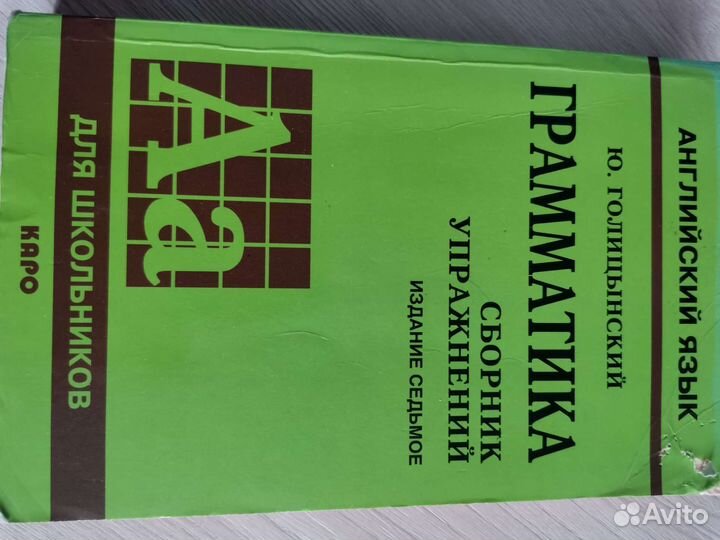 АНГЛИЙСКИЙ ЯЗЫК
Ю. ГОЛИЦЫНСКИЙ
ГРАММАТИКА
СБОРНИК
УПРАЖНЕНИЙ
ИЗДАНИЕ СЕДЬМОЕ
Aa
ДЛЯ ШКОЛЬНИКОВ
КАРО
Avito